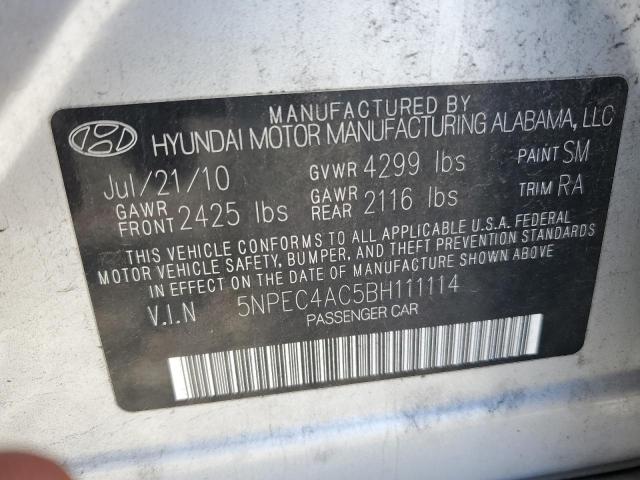 MANUFACTURED BY
HYUNDAI MOTOR MANUFACTURING ALABAMA, LLC
Jul/21/10 GVWR 4299 lbs PAINT SM
GAWR FRONT 2425 lbs GAWR REAR 2116 lbs TRIM RA
THIS VEHICLE CONFORMS TO ALL APPLICABLE U.S.A. FEDERAL
MOTOR VEHICLE SAFETY, BUMPER, AND THEFT PREVENTION STANDARDS
IN EFFECT ON THE DATE OF MANUFACTURE SHOWN ABOVE.
V.I.N 5NPEC4AC5BH111114
PASSENGER CAR